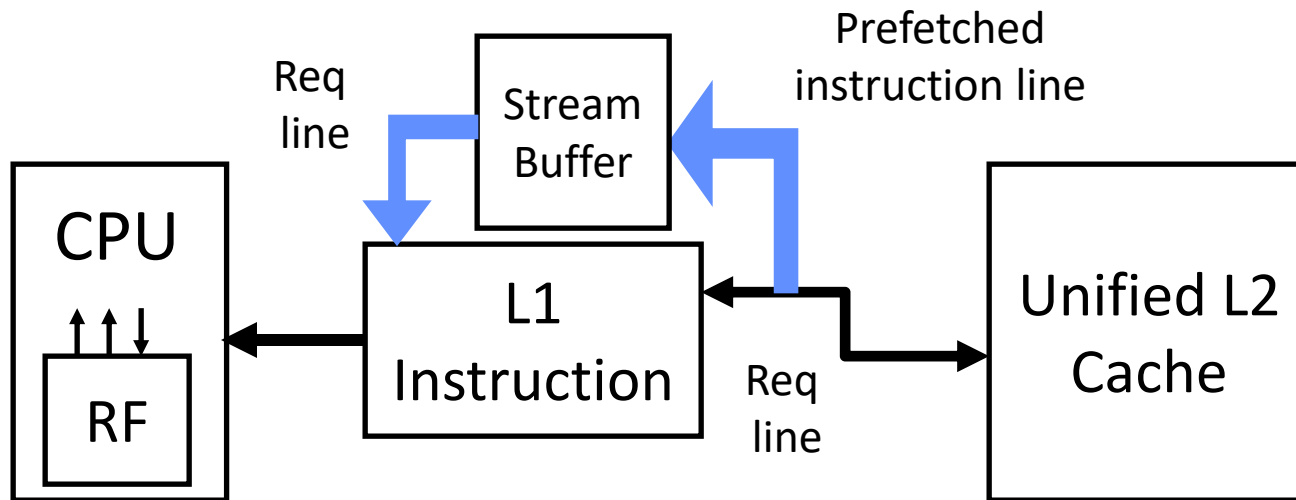 Prefetched
instruction line
Req
line
Stream
Buffer
CPU
RF
L1
Instruction
Req
line
Unified L2
Cache